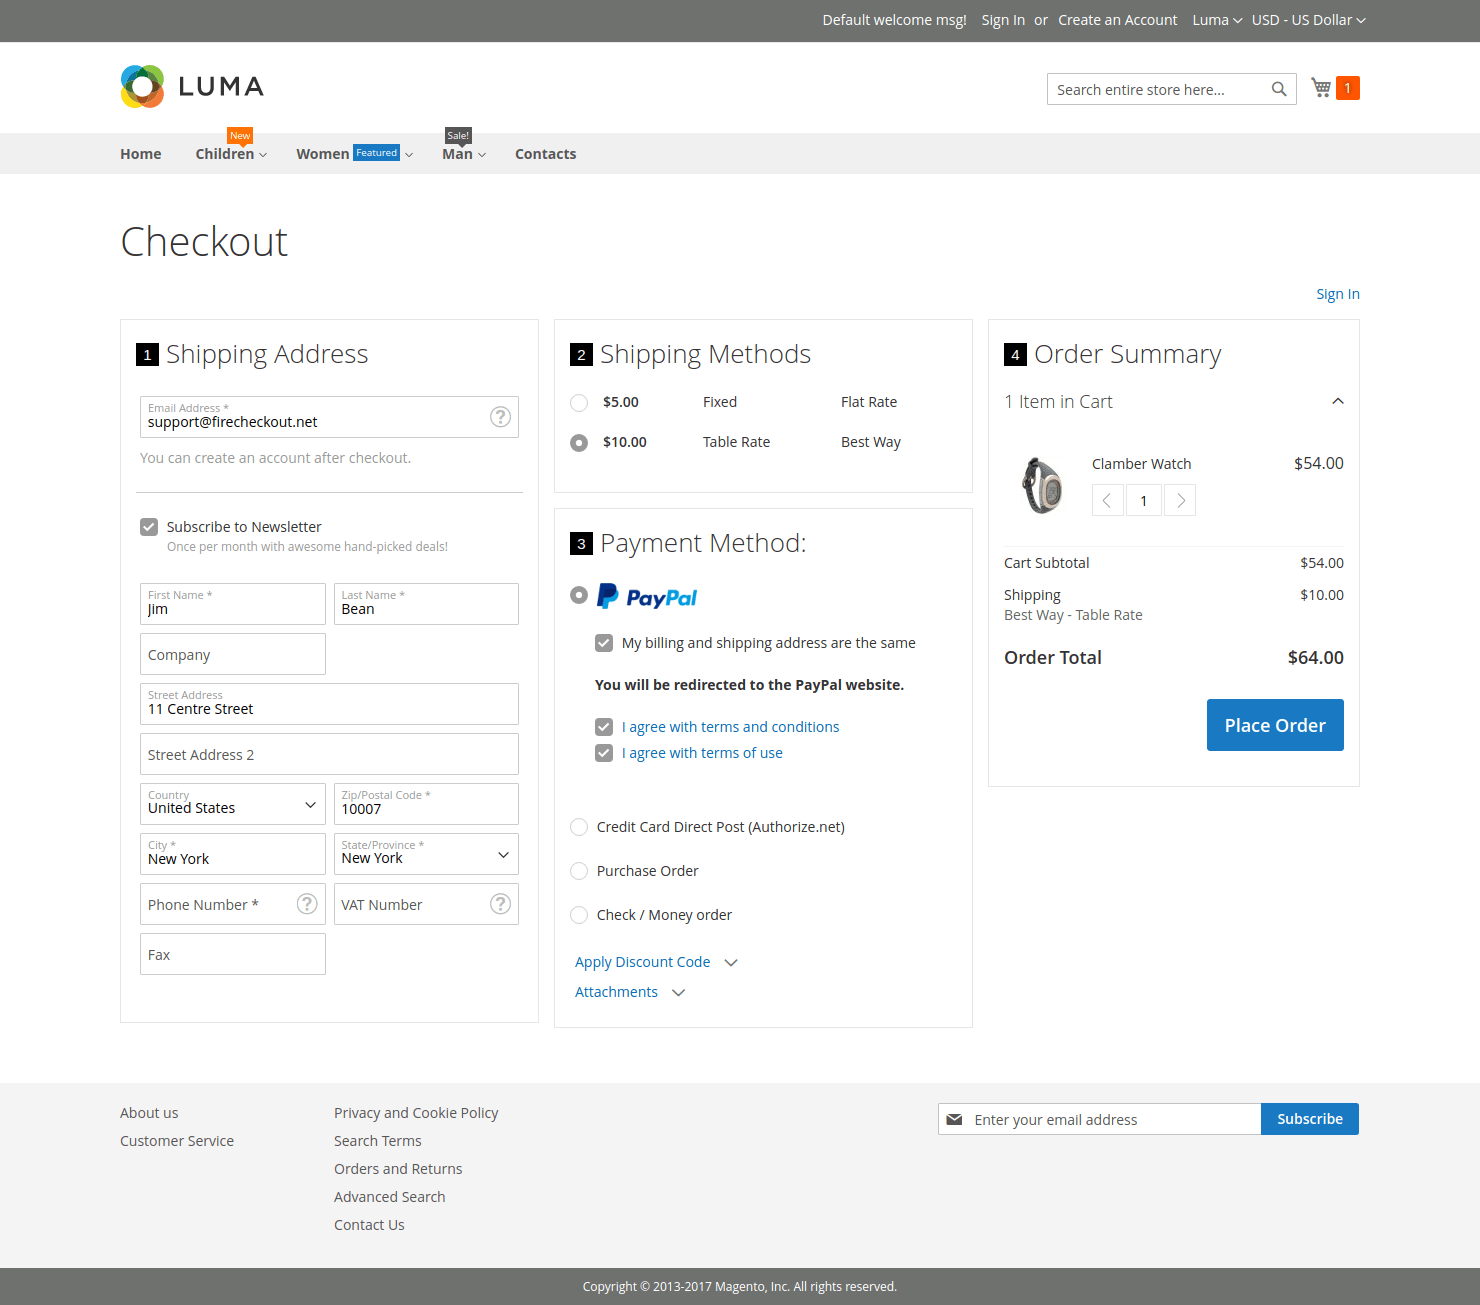 Default welcome msg! Sign In or Create an Account Luma USD - US Dollar
LUMA
Search entire store here...
1
New
Sale!
Home Children Women Featured Man Contacts
Checkout
Sign In
1 Shipping Address
Email Address *
support@firecheckout.net
?
You can create an account after checkout.
Subscribe to Newsletter
Once per month with awesome hand-picked deals!
First Name *
Jim
Last Name *
Bean
Company
Street Address
11 Centre Street
Street Address 2
Country
United States
Zip/Postal Code *
10007
City *
New York
State/Province *
New York
Phone Number * ?
VAT Number ?
Fax
2 Shipping Methods
$5.00 Fixed Flat Rate
$10.00 Table Rate Best Way
3 Payment Method:
PayPal
My billing and shipping address are the same
You will be redirected to the PayPal website.
I agree with terms and conditions
I agree with terms of use
Credit Card Direct Post (Authorize.net)
Purchase Order
Check / Money order
Apply Discount Code
Attachments
4 Order Summary
1 Item in Cart
Clamber Watch $54.00
1
Cart Subtotal $54.00
Shipping $10.00
Best Way - Table Rate
Order Total $64.00
Place Order
About us
Customer Service
Privacy and Cookie Policy
Search Terms
Orders and Returns
Advanced Search
Contact Us
Enter your email address Subscribe
Copyright © 2013-2017 Magento, Inc. All rights reserved.